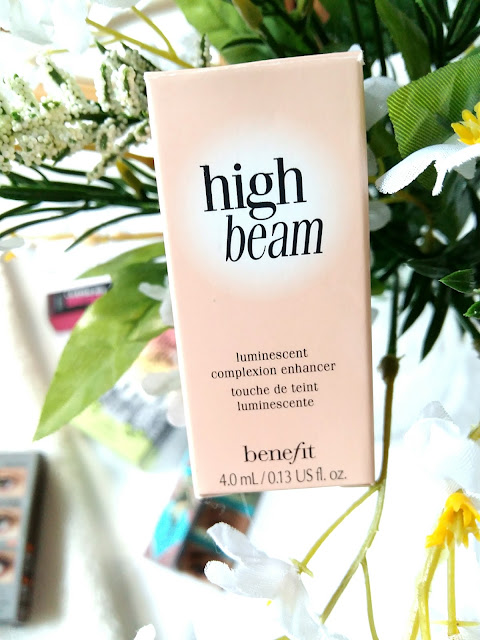 high
beam
luminescent
complexion enhancer
touche de teint
luminescente
benefit
4.0 mL / 0.13 US fl. oz.